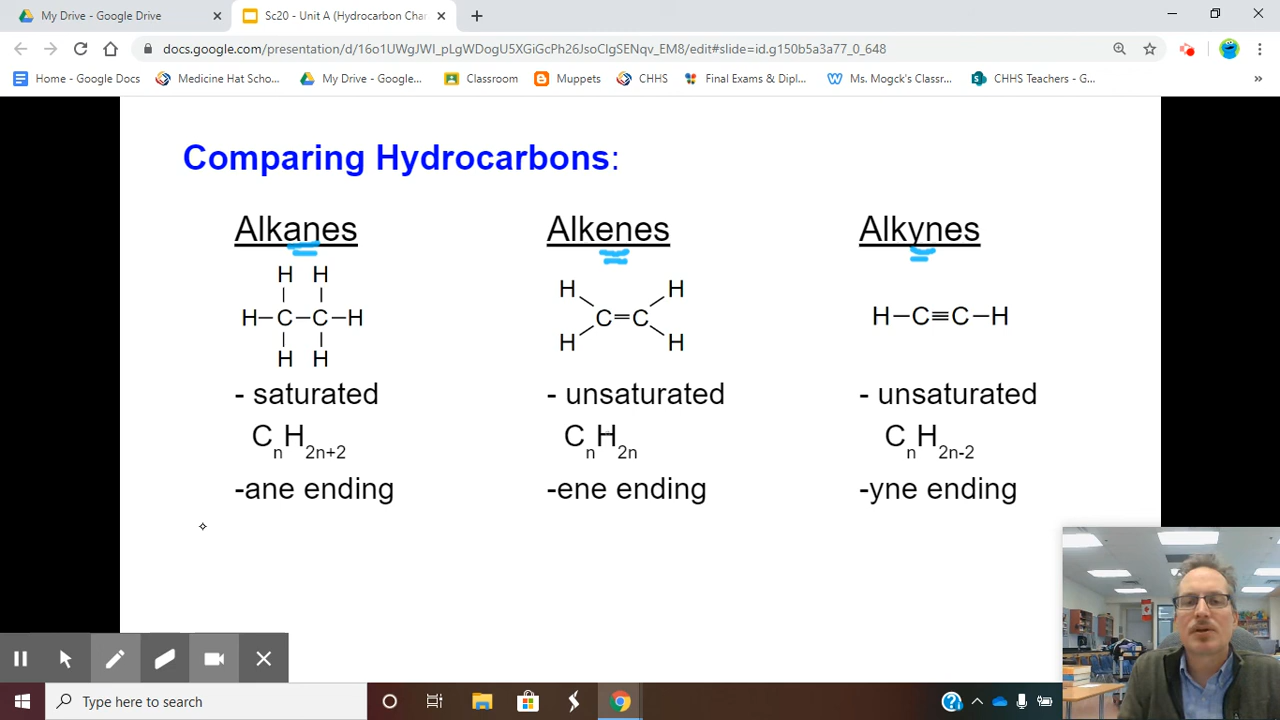 My Drive - Google Drive
Sc20 - Unit A (Hydrocarbon Char
docs.google.com/presentation/d/16o1UWgJWI_pLgWDogU5XGiGcPh26JsoCIgSENqv_EM8/edit#slide=id.g150b5a3a77_0_648
Home - Google Docs Medicine Hat Scho... My Drive - Google... Classroom Muppets CHHS Final Exams & Dipl... Ms. Mogck's Classr... CHHS Teachers - G... »
Comparing Hydrocarbons:
Alkanes Alkenes Alkynes
H H
H–C–C–H
H H
H H
C=C
H H
H–C≡C–H
- saturated - unsaturated - unsaturated
CnH2n+2 CnH2n CnH2n-2
-ane ending -ene ending -yne ending
Type here to search